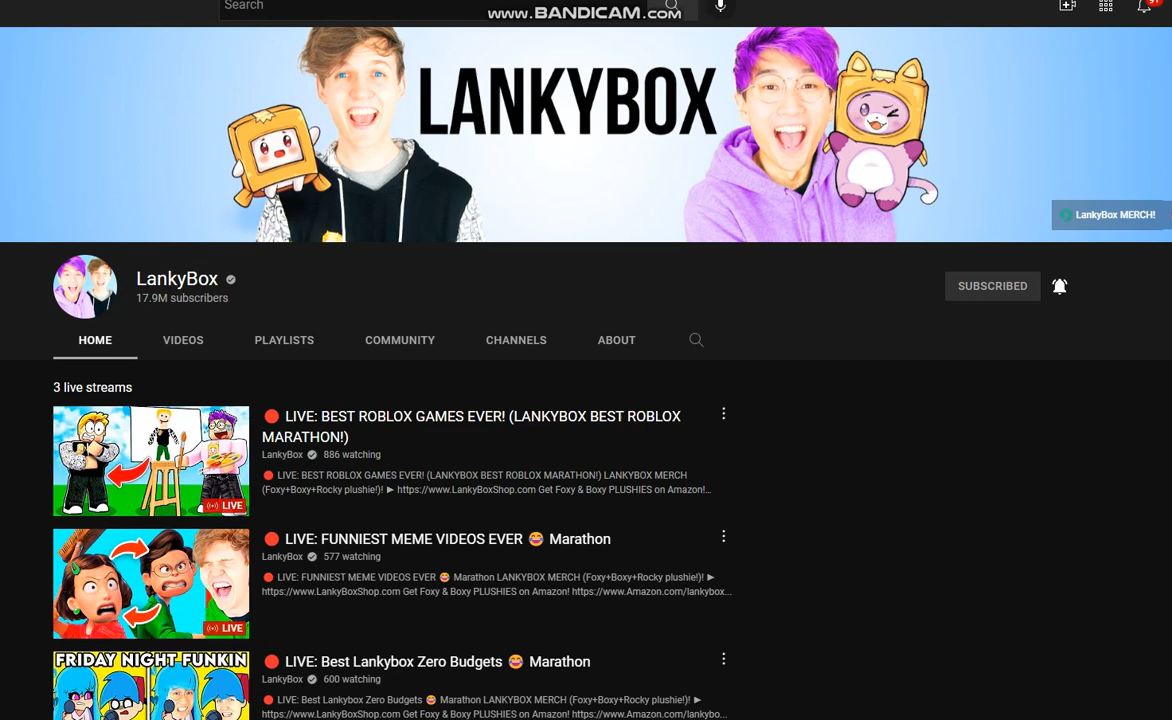 Search
www.BANDICAM.com
9+
LANKYBOX
LankyBox MERCH!
LankyBox
17.9M subscribers
SUBSCRIBED
HOME VIDEOS PLAYLISTS COMMUNITY CHANNELS ABOUT
3 live streams
LIVE
🔴 LIVE: BEST ROBLOX GAMES EVER! (LANKYBOX BEST ROBLOX
MARATHON!)
LankyBox 886 watching
🔴 LIVE: BEST ROBLOX GAMES EVER! (LANKYBOX BEST ROBLOX MARATHON!) LANKYBOX MERCH
(Foxy+Boxy+Rocky plushie!)! ► https://www.LankyBoxShop.com Get Foxy & Boxy PLUSHIES on Amazon!...
LIVE
🔴 LIVE: FUNNIEST MEME VIDEOS EVER 😂 Marathon
LankyBox 577 watching
🔴 LIVE: FUNNIEST MEME VIDEOS EVER 😂 Marathon LANKYBOX MERCH (Foxy+Boxy+Rocky plushie!)! ►
https://www.LankyBoxShop.com Get Foxy & Boxy PLUSHIES on Amazon! https://www.Amazon.com/lankybox...
FRIDAY NIGHT FUNKIN
🔴 LIVE: Best Lankybox Zero Budgets 😂 Marathon
LankyBox 600 watching
🔴 LIVE: Best Lankybox Zero Budgets 😂 Marathon LANKYBOX MERCH (Foxy+Boxy+Rocky plushie!)! ►
https://www.LankyBoxShop.com Get Foxy & Boxy PLUSHIES on Amazon! https://www.Amazon.com/lankybo...